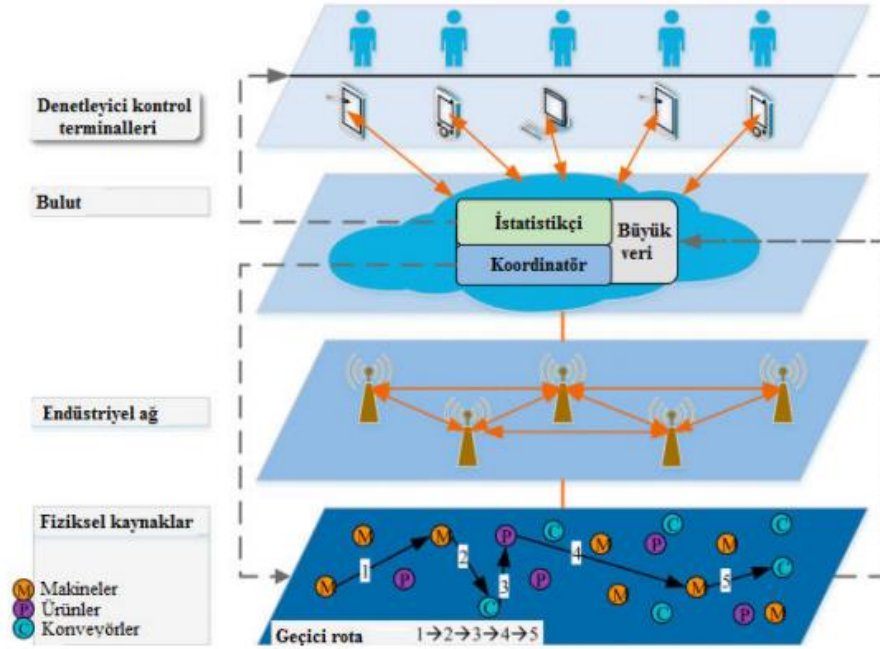 Denetleyici kontrol
terminalleri
Bulut
İstatistikçi
Koordinatör
Büyük
veri
Endüstriyel ağ
Fiziksel kaynaklar
M Makineler
P Ürünler
C Konveyörler
M
M
P
C
M
C
P
M
C
1
2
3
4
5
M
P
P
M
M
C
C
C
P
M
Geçici rota 1→2→3→4→5